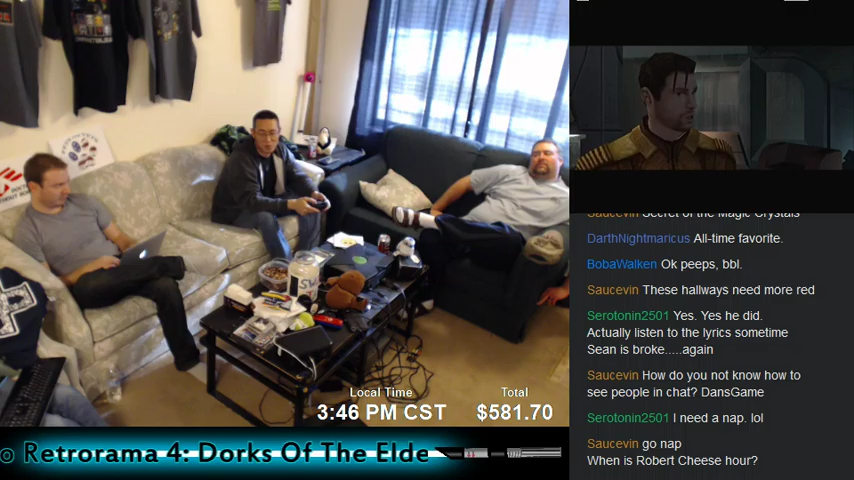 Local Time
3:46 PM CST
Total
$581.70
o Retrorama 4: Dorks Of The Elde
Saucevin Secret of the Magic Crystals
DarthNightmaricus All-time favorite.
BobaWalken Ok peeps, bbl.
Saucevin These hallways need more red
Serotonin2501 Yes. Yes he did.
Actually listen to the lyrics sometime
Sean is broke.....again
Saucevin How do you not know how to
see people in chat? DansGame
Serotonin2501 I need a nap. lol
Saucevin go nap
When is Robert Cheese hour?